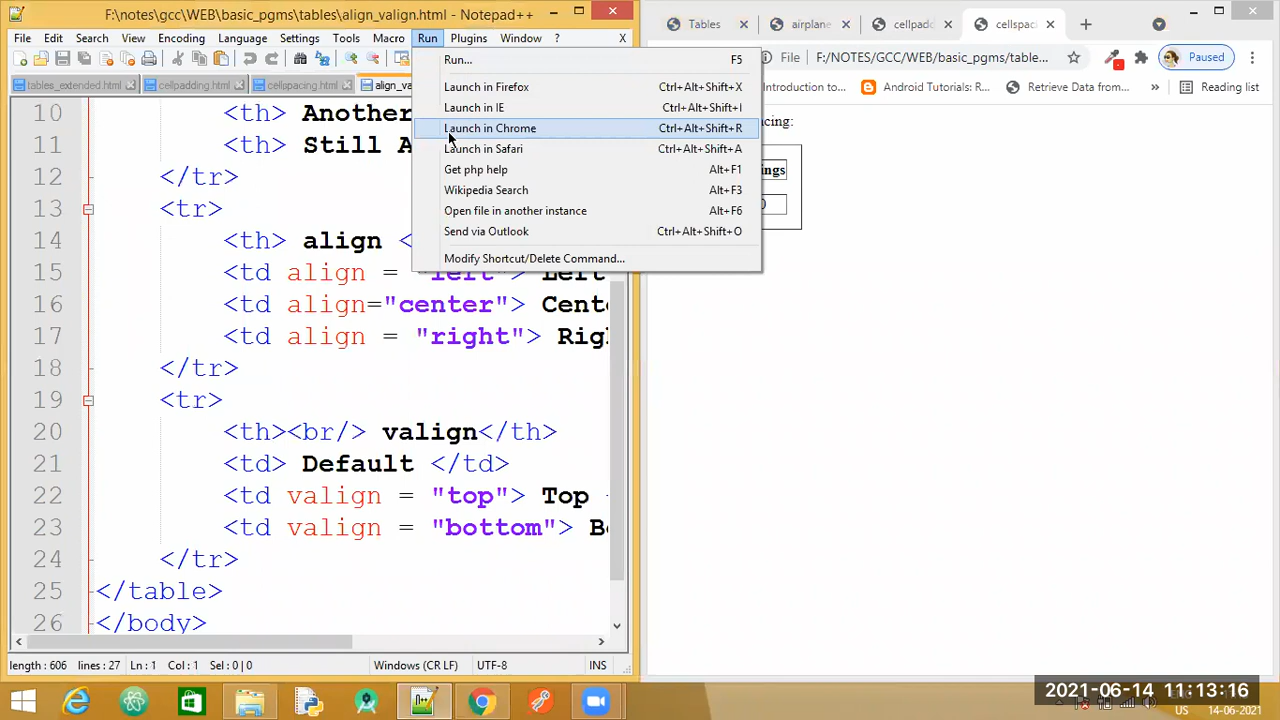 F:\notes\gcc\WEB\basic_pgms\tables\align_valign.html - Notepad++
File Edit Search View Encoding Language Settings Tools Macro Run Plugins Window ? X
tables_extended.html cellpadding.html cellspacing.html align_va
10 <th> Another
11 <th> Still A
12 </tr>
13 <tr>
14 <th> align <
15 <td align = "left"> Left
16 <td align="center"> Cente
17 <td align = "right"> Righ
18 </tr>
19 <tr>
20 <th><br/> valign</th>
21 <td> Default </td>
22 <td valign = "top"> Top
23 <td valign = "bottom"> Bo
24 </tr>
25 </table>
26 </body>
length : 606 lines : 27 Ln : 1 Col : 1 Sel : 0 | 0 Windows (CR LF) UTF-8 INS
Run... F5
Launch in Firefox Ctrl+Alt+Shift+X
Launch in IE Ctrl+Alt+Shift+I
Launch in Chrome Ctrl+Alt+Shift+R
Launch in Safari Ctrl+Alt+Shift+A
Get php help Alt+F1
Wikipedia Search Alt+F3
Open file in another instance Alt+F6
Send via Outlook Ctrl+Alt+Shift+O
Modify Shortcut/Delete Command...
Tables airplane cellpadd cellspac
File F:/NOTES/GCC/WEB/basic_pgms/table... Paused
Introduction to... Android Tutorials: R... Retrieve Data from... » Reading list
acing:
ings
0
2021-06-14 11:13:16
US 14-06-2021